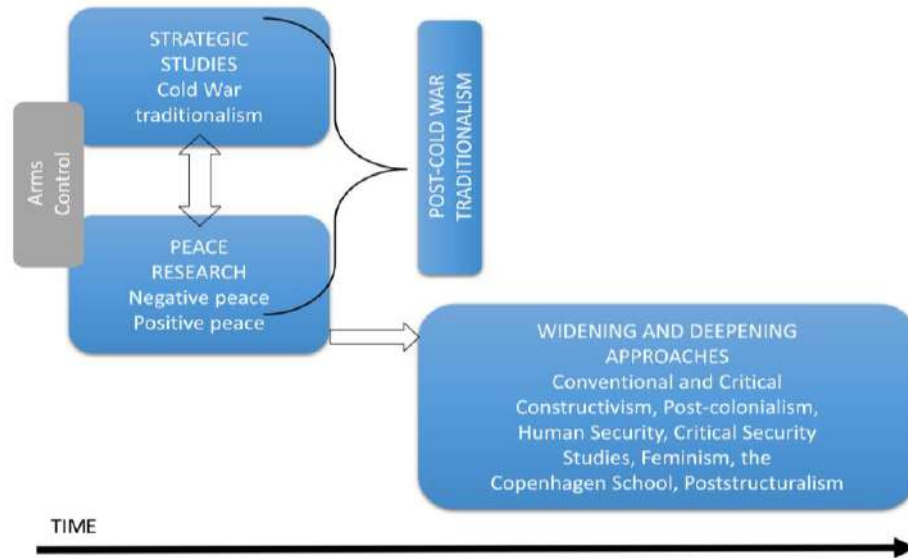 STRATEGIC
STUDIES
Cold War
traditionalism
Arms
Control
PEACE
RESEARCH
Negative peace
Positive peace
POST-COLD WAR
TRADITIONALISM
WIDENING AND DEEPENING
APPROACHES
Conventional and Critical
Constructivism, Post-colonialism,
Human Security, Critical Security
Studies, Feminism, the
Copenhagen School, Poststructuralism
TIME